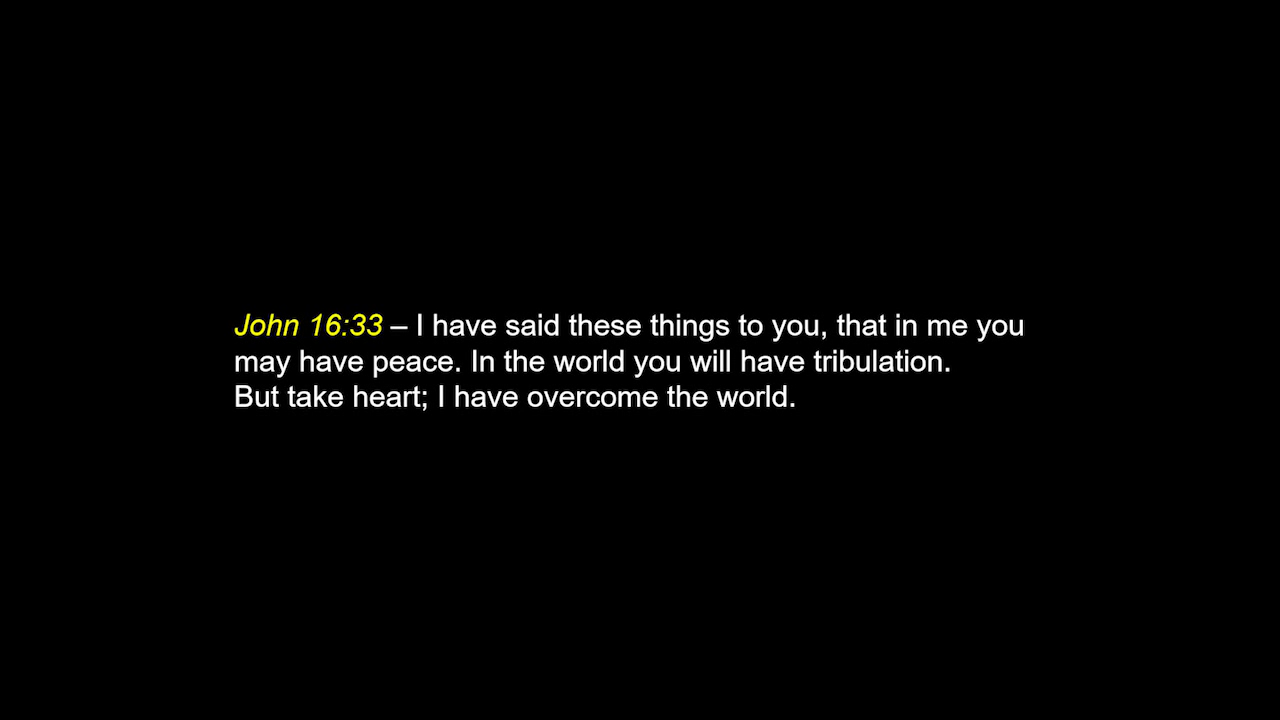 John 16:33 – I have said these things to you, that in me you
may have peace. In the world you will have tribulation.
But take heart; I have overcome the world.